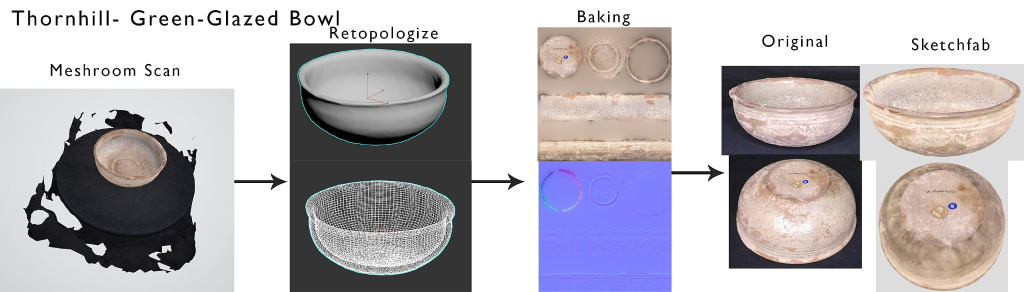 Thornhill- Green-Glazed Bowl
Meshroom Scan
Retopologize
Baking
Original
Sketchfab